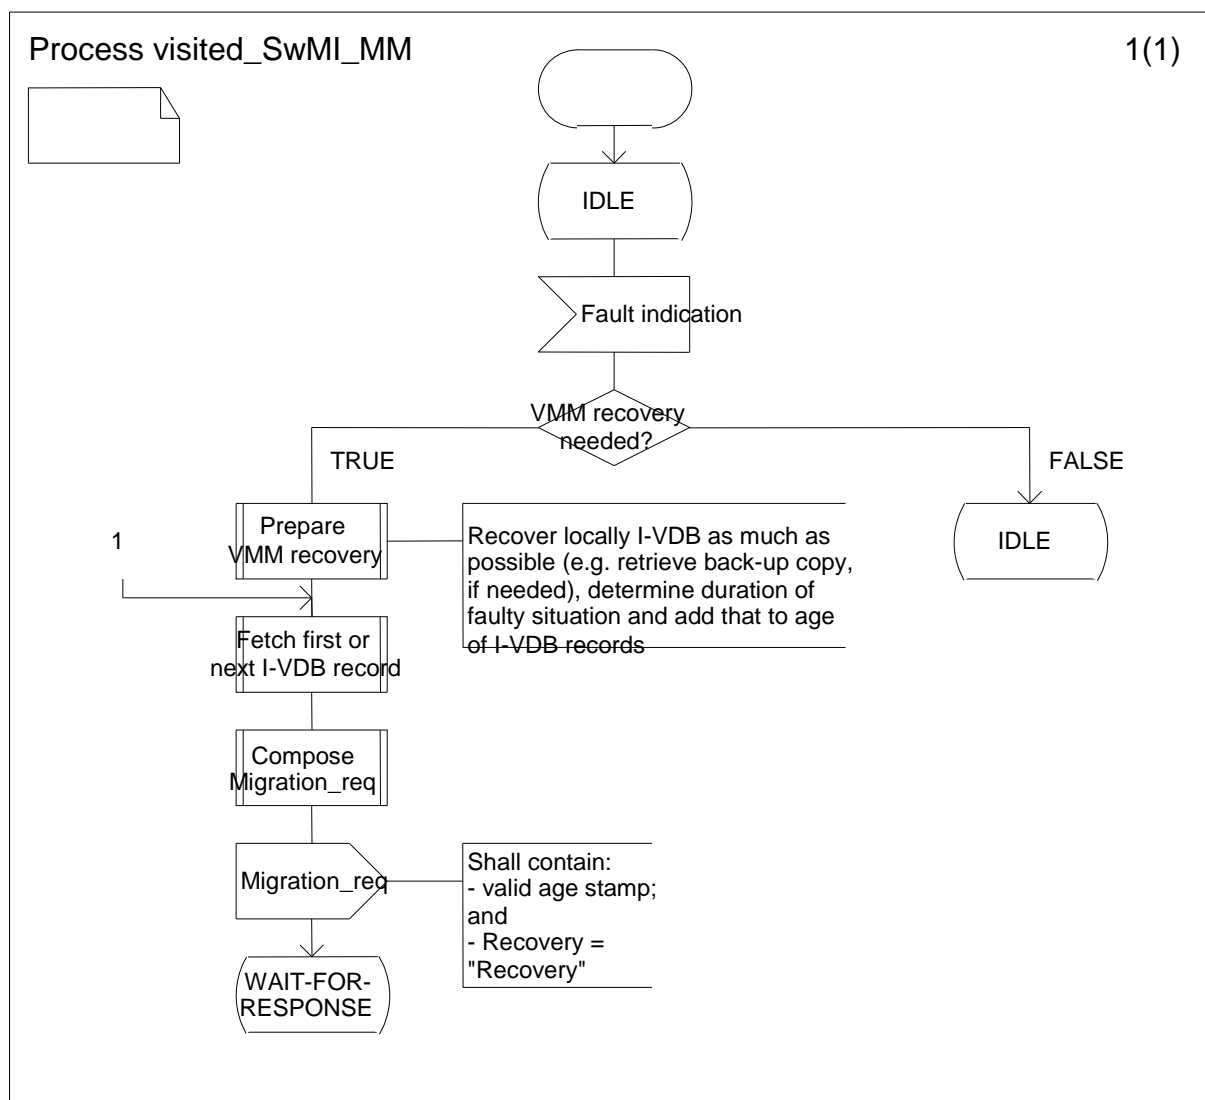 Process visited_SwMI_MM
1(1)
IDLE
Fault indication
VMM recovery
needed?
TRUE
FALSE
Prepare
VMM recovery
Recover locally I-VDB as much as
possible (e.g. retrieve back-up copy,
if needed), determine duration of
faulty situation and add that to age
of I-VDB records
IDLE
1
Fetch first or
next I-VDB record
Compose
Migration_req
Migration_req
Shall contain:
- valid age stamp;
and
- Recovery =
"Recovery"
WAIT-FOR-
RESPONSE